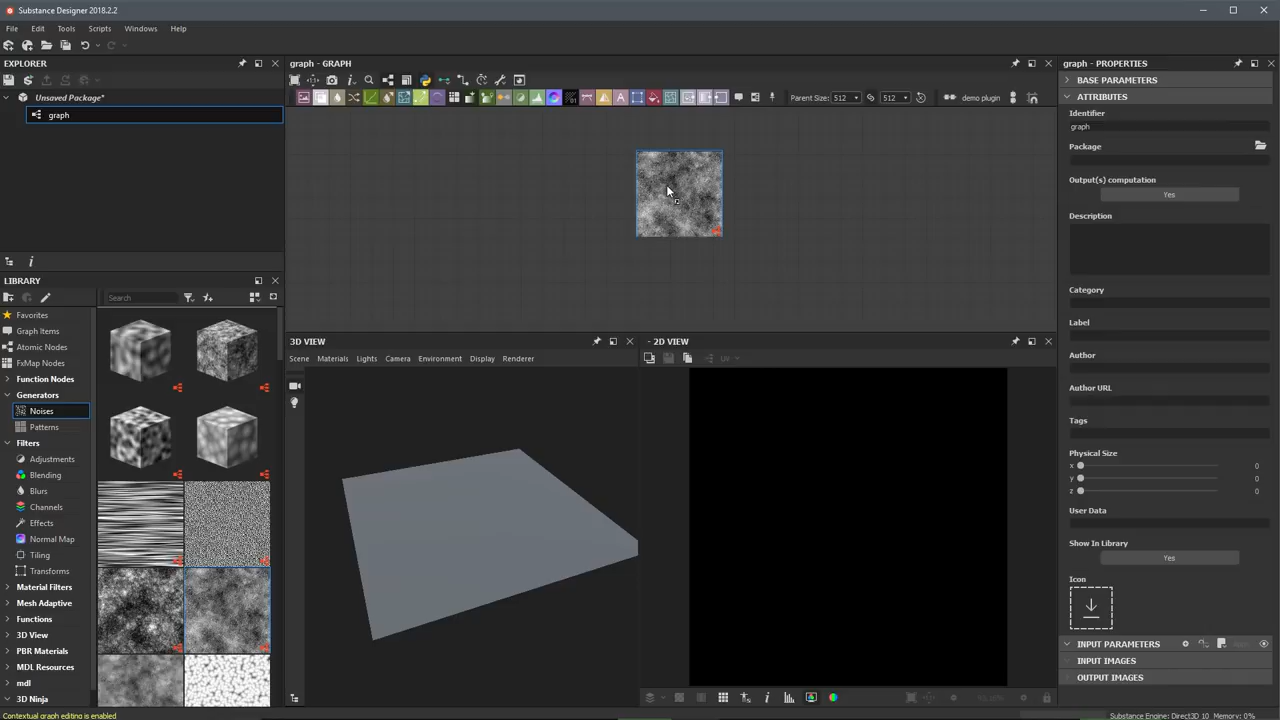 Substance Designer 2018.2.2
File Edit Tools Scripts Windows Help
EXPLORER
Unsaved Package*
graph
LIBRARY
Search
Favorites
Graph Items
Atomic Nodes
FxMap Nodes
Function Nodes
Generators
Noises
Patterns
Filters
Adjustments
Blending
Blurs
Channels
Effects
Normal Map
Tiling
Transforms
Material Filters
Mesh Adaptive
Functions
3D View
PBR Materials
MDL Resources
mdl
3D Ninja
graph - GRAPH
Parent Size: 512 512 demo plugin
3D VIEW
Scene Materials Lights Camera Environment Display Renderer
- 2D VIEW
UV
graph - PROPERTIES
BASE PARAMETERS
ATTRIBUTES
Identifier
graph
Package
Output(s) computation
Yes
Description
Category
Label
Author
Author URL
Tags
Physical Size
x 0
y 0
z 0
User Data
Show In Library
Yes
Icon
INPUT PARAMETERS
INPUT IMAGES
OUTPUT IMAGES
Contextual graph editing is enabled
Substance Engine: Direct3D 10 Memory: 0%